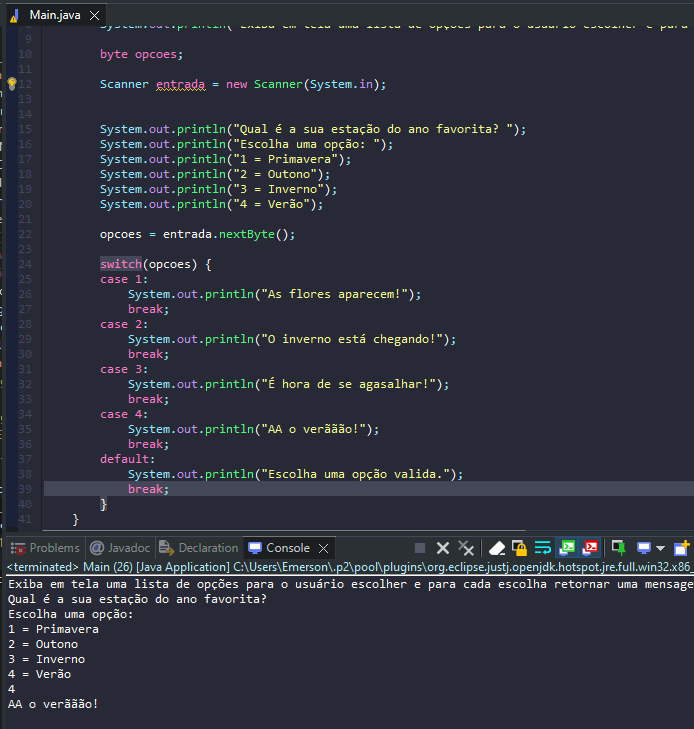 Main.java
8 System.out.println("Exiba em tela uma lista de opções para o usuário escolher e para
9
10 byte opcoes;
11
12 Scanner entrada = new Scanner(System.in);
13
14
15 System.out.println("Qual é a sua estação do ano favorita? ");
16 System.out.println("Escolha uma opção: ");
17 System.out.println("1 = Primavera");
18 System.out.println("2 = Outono");
19 System.out.println("3 = Inverno");
20 System.out.println("4 = Verão");
21
22 opcoes = entrada.nextByte();
23
24 switch(opcoes) {
25 case 1:
26 System.out.println("As flores aparecem!");
27 break;
28 case 2:
29 System.out.println("O inverno está chegando!");
30 break;
31 case 3:
32 System.out.println("É hora de se agasalhar!");
33 break;
34 case 4:
35 System.out.println("AA o verããão!");
36 break;
37 default:
38 System.out.println("Escolha uma opção valida.");
39 break;
40 }
41 }
Problems @ Javadoc Declaration Console
<terminated> Main (26) [Java Application] C:\Users\Emerson\.p2\pool\plugins\org.eclipse.justj.openjdk.hotspot.jre.full.win32.x86_
Exiba em tela uma lista de opções para o usuário escolher e para cada escolha retornar uma mensage
Qual é a sua estação do ano favorita?
Escolha uma opção:
1 = Primavera
2 = Outono
3 = Inverno
4 = Verão
4
AA o verããão!